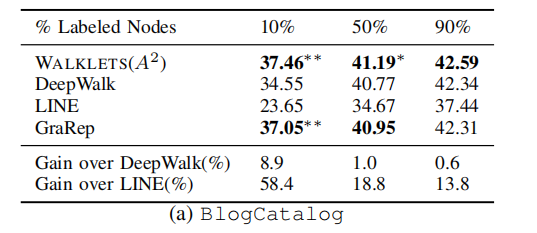 % Labeled Nodes 10% 50% 90%
WALKLETS(A²) 37.46** 41.19* 42.59
DeepWalk 34.55 40.77 42.34
LINE 23.65 34.67 37.44
GraRep 37.05** 40.95 42.31
Gain over DeepWalk(%) 8.9 1.0 0.6
Gain over LINE(%) 58.4 18.8 13.8
(a) BlogCatalog